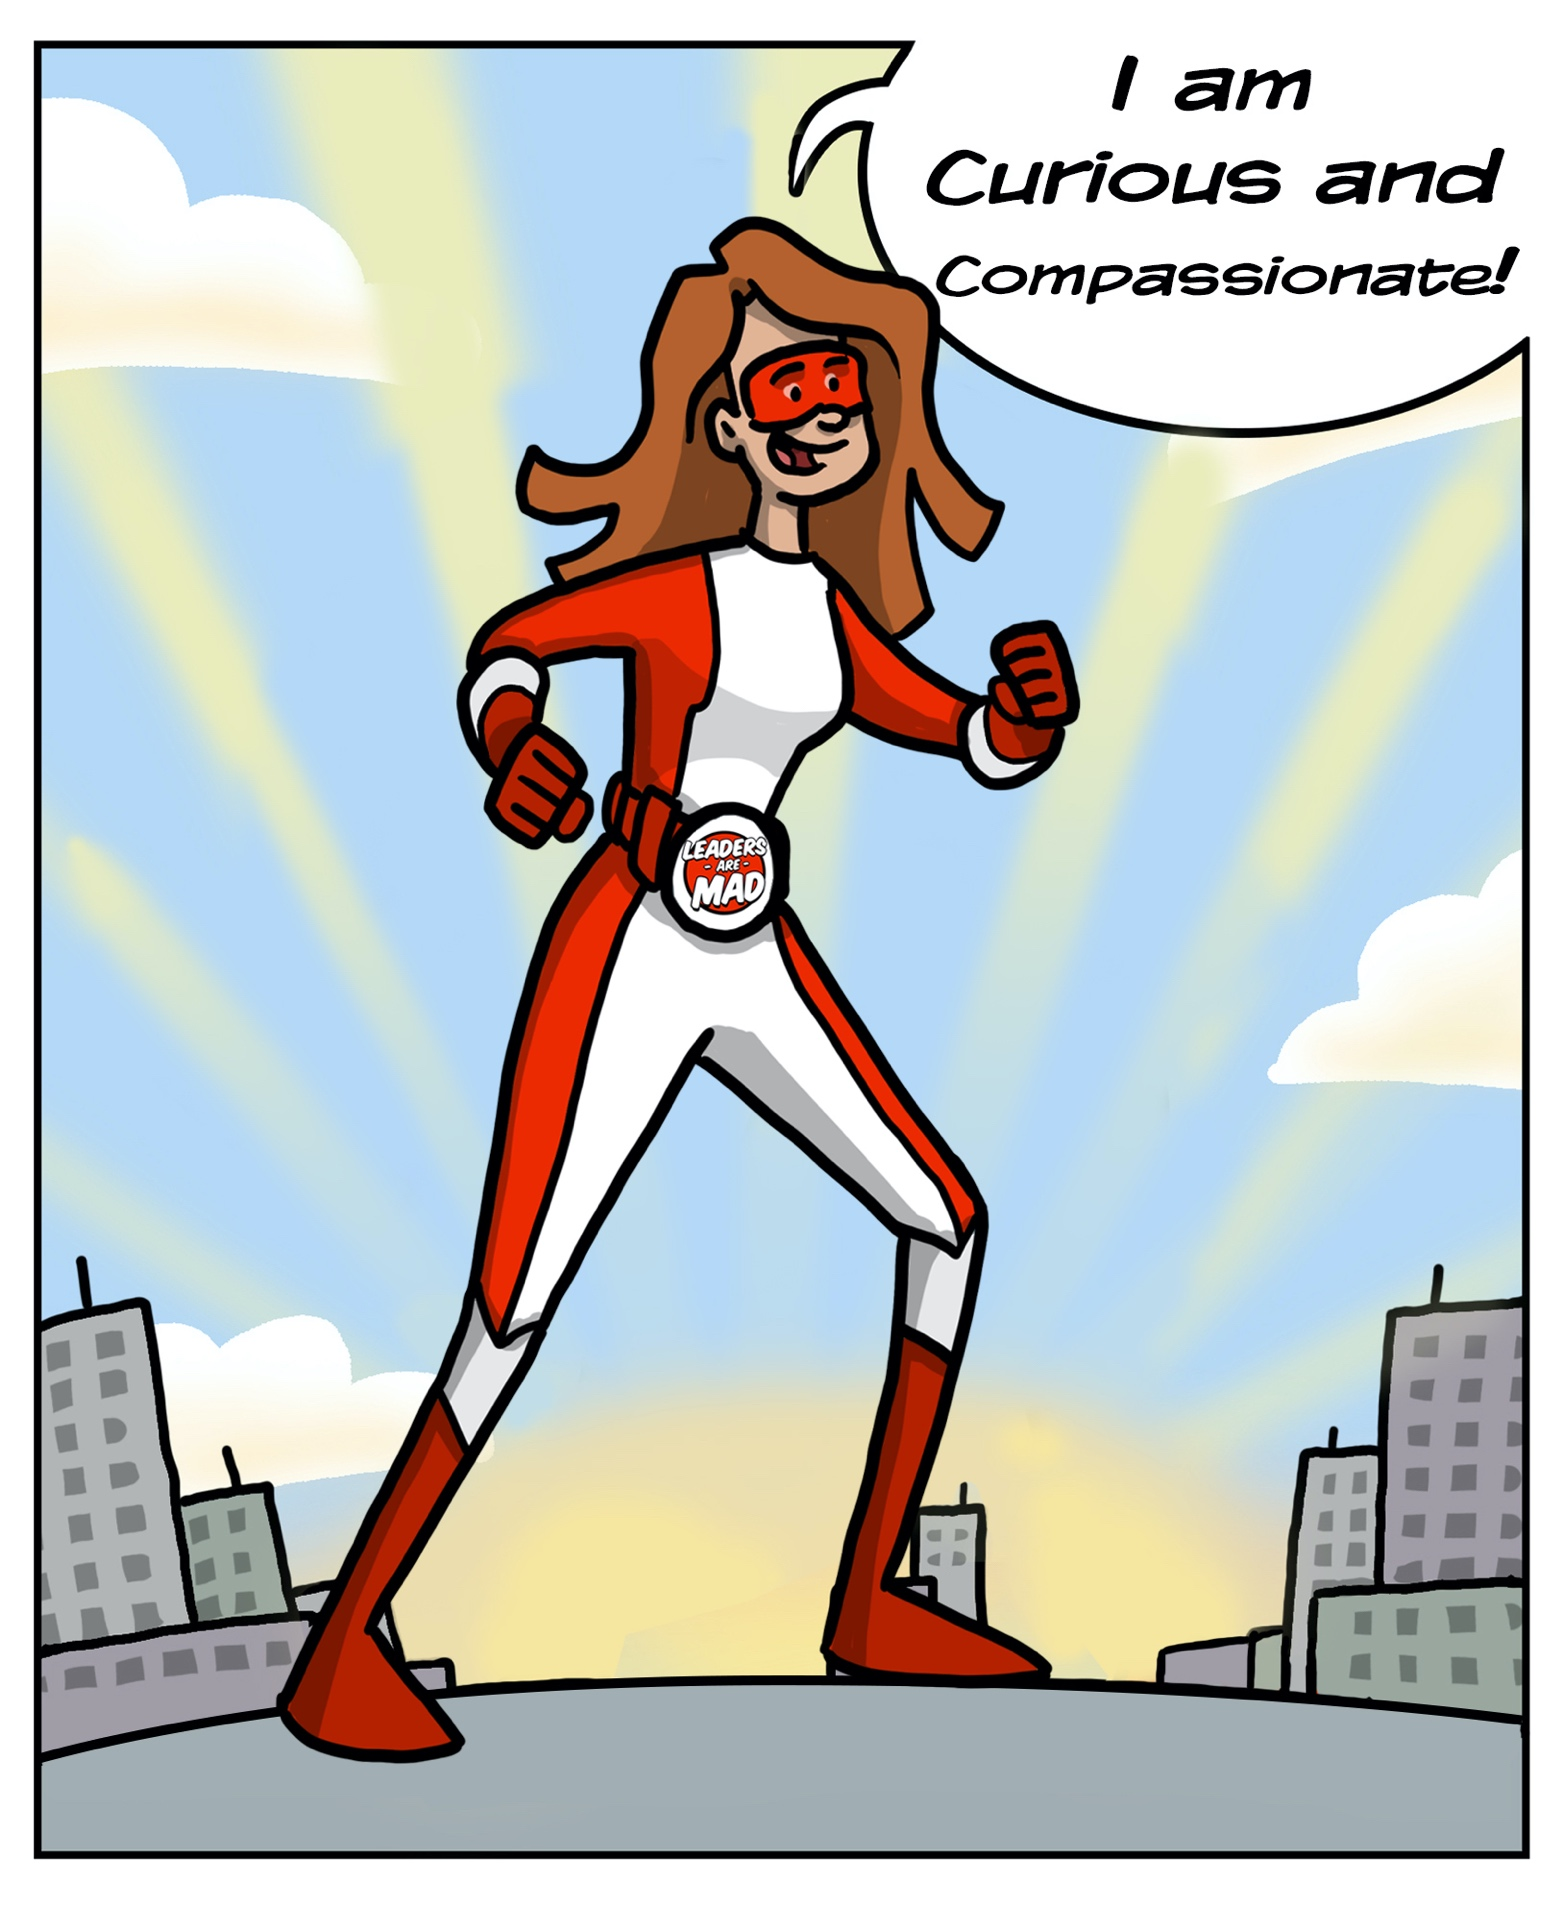 I am
Curious and
Compassionate!
LEADERS
- ARE -
MAD